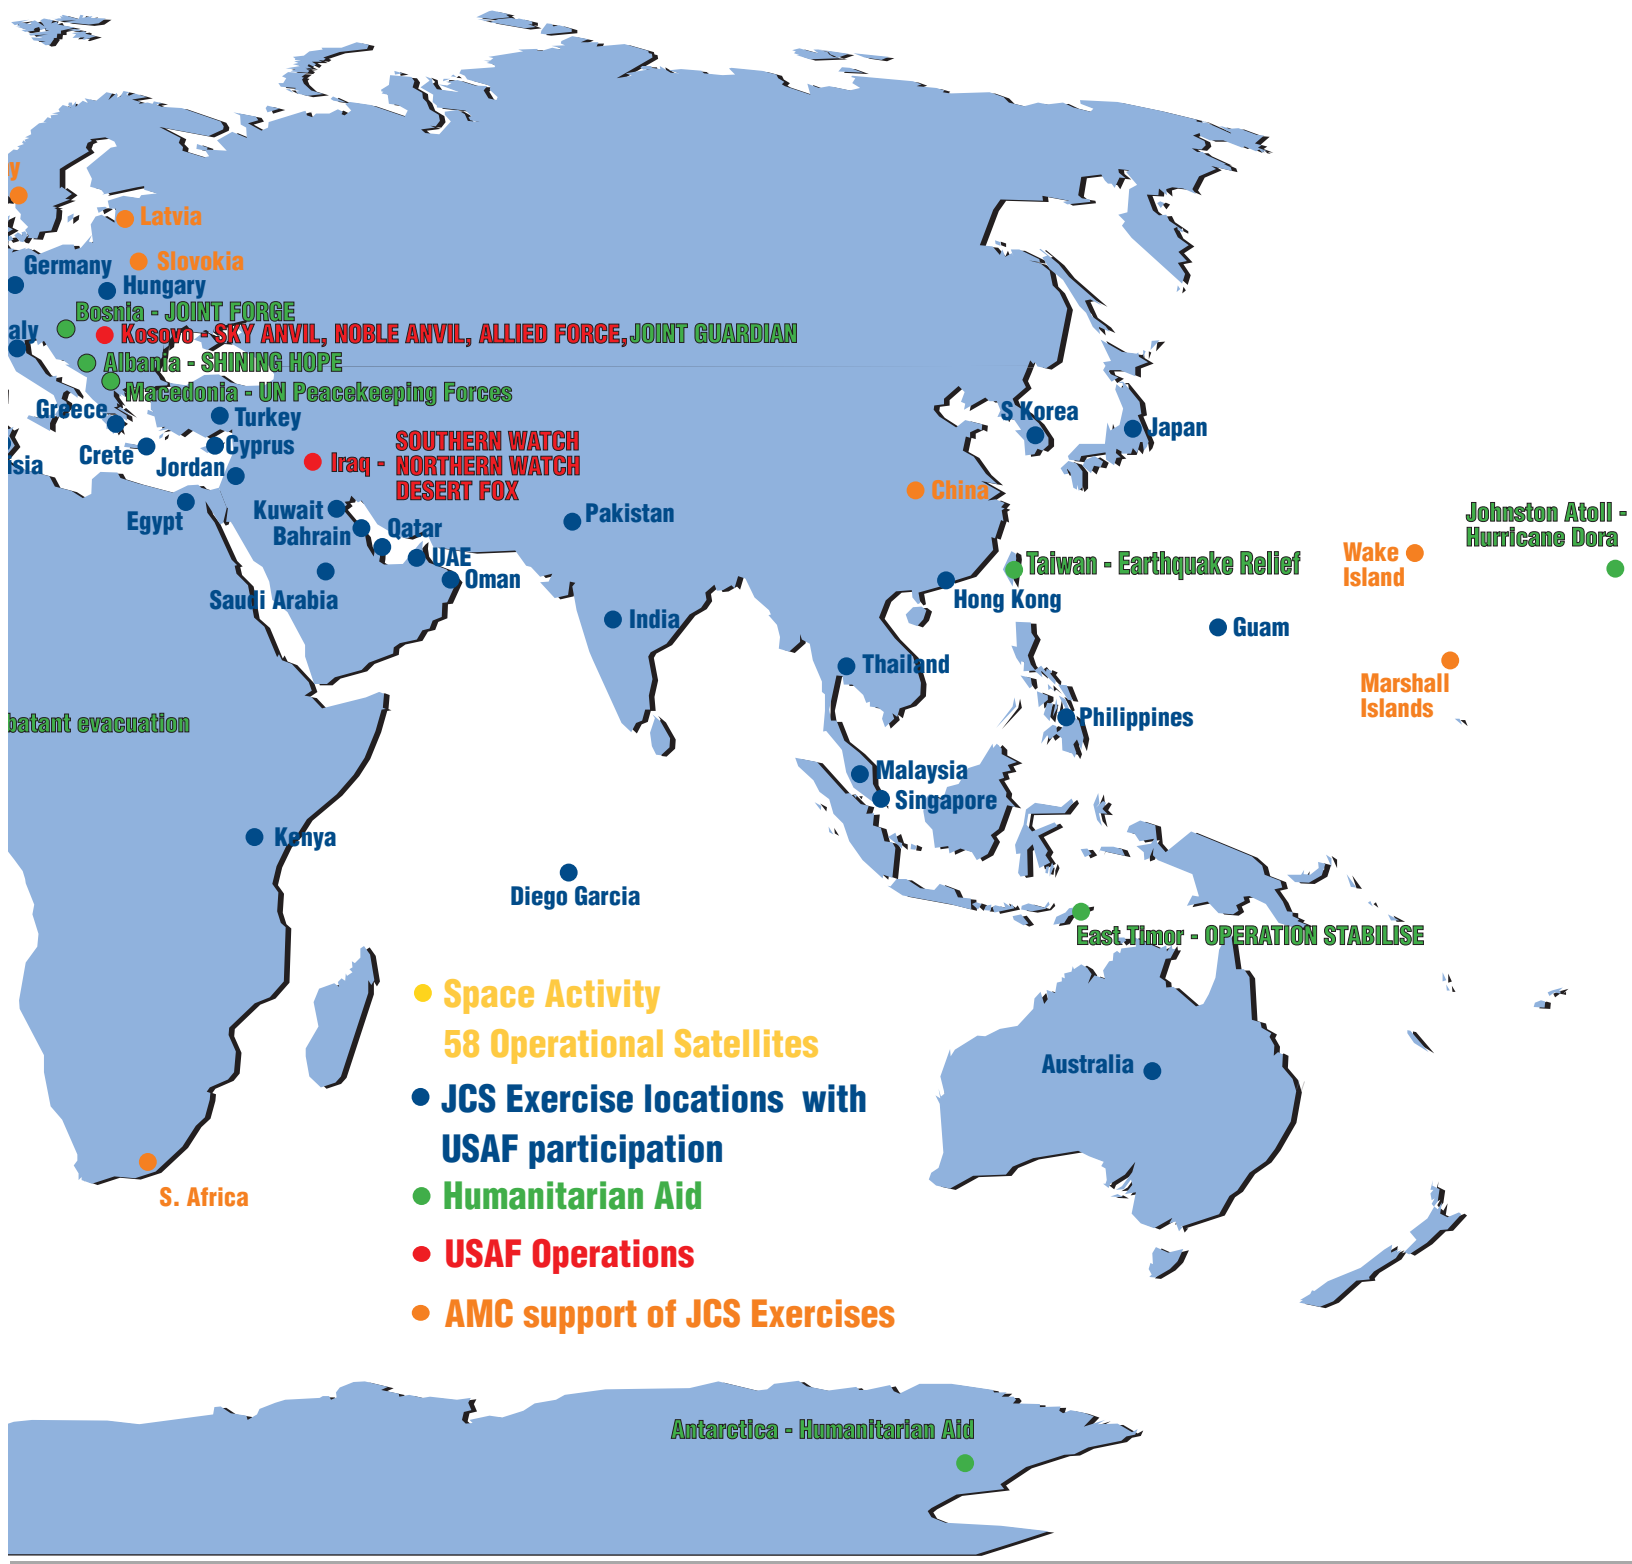 Latvia
Slovokia
Germany
Hungary
Bosnia - JOINT FORGE
Kosovo - SKY ANVIL, NOBLE ANVIL, ALLIED FORCE, JOINT GUARDIAN
aly
Albania - SHINING HOPE
Macedonia - UN Peacekeeping Forces
Greece
Turkey
S Korea
Japan
Crete
Cyprus
Jordan
sia
Iraq -
SOUTHERN WATCH
NORTHERN WATCH
DESERT FOX
China
Egypt
Kuwait
Bahrain
Qatar
UAE
Oman
Saudi Arabia
Pakistan
India
Johnston Atoll -
Hurricane Dora
Wake
Island
Taiwan - Earthquake Relief
Hong Kong
Guam
Thailand
Marshall
Islands
Philippines
batant evacuation
Malaysia
Singapore
Kenya
Diego Garcia
East Timor - OPERATION STABILISE
Australia
S. Africa
Space Activity
58 Operational Satellites
JCS Exercise locations with
USAF participation
Humanitarian Aid
USAF Operations
AMC support of JCS Exercises
Antarctica - Humanitarian Aid